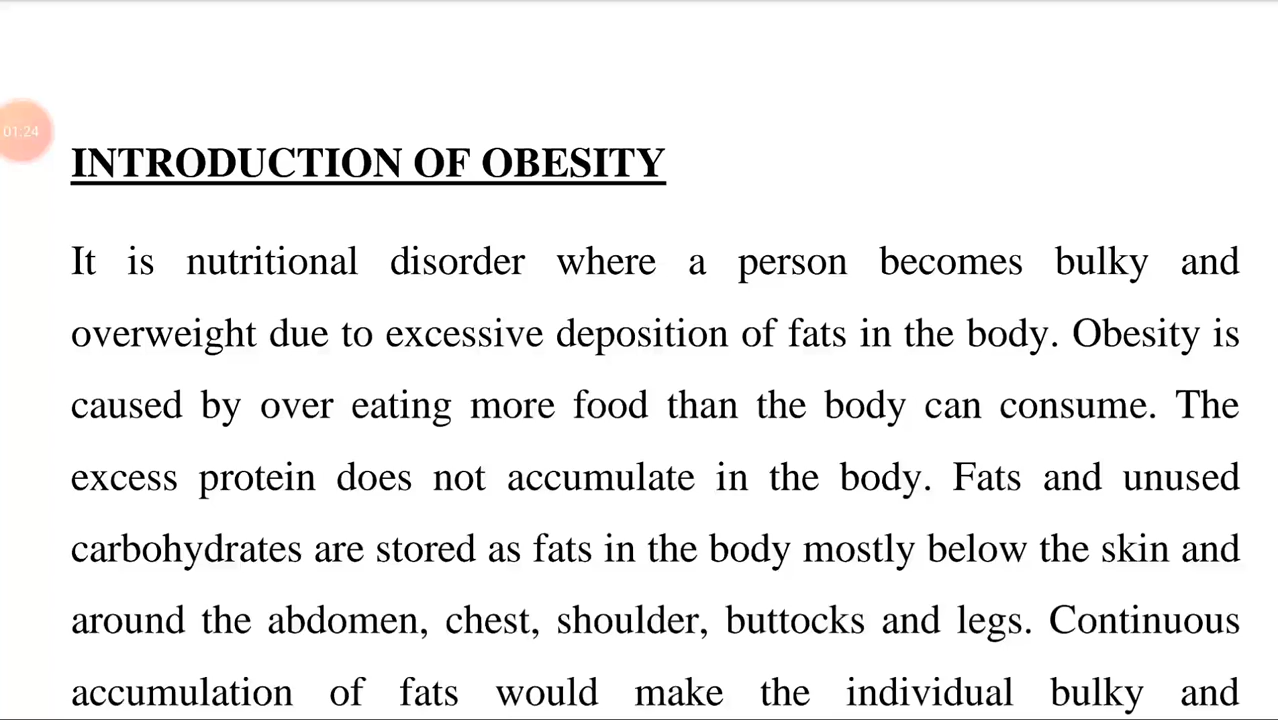 01:24
INTRODUCTION OF OBESITY
It is nutritional disorder where a person becomes bulky and
overweight due to excessive deposition of fats in the body. Obesity is
caused by over eating more food than the body can consume. The
excess protein does not accumulate in the body. Fats and unused
carbohydrates are stored as fats in the body mostly below the skin and
around the abdomen, chest, shoulder, buttocks and legs. Continuous
accumulation of fats would make the individual bulky and